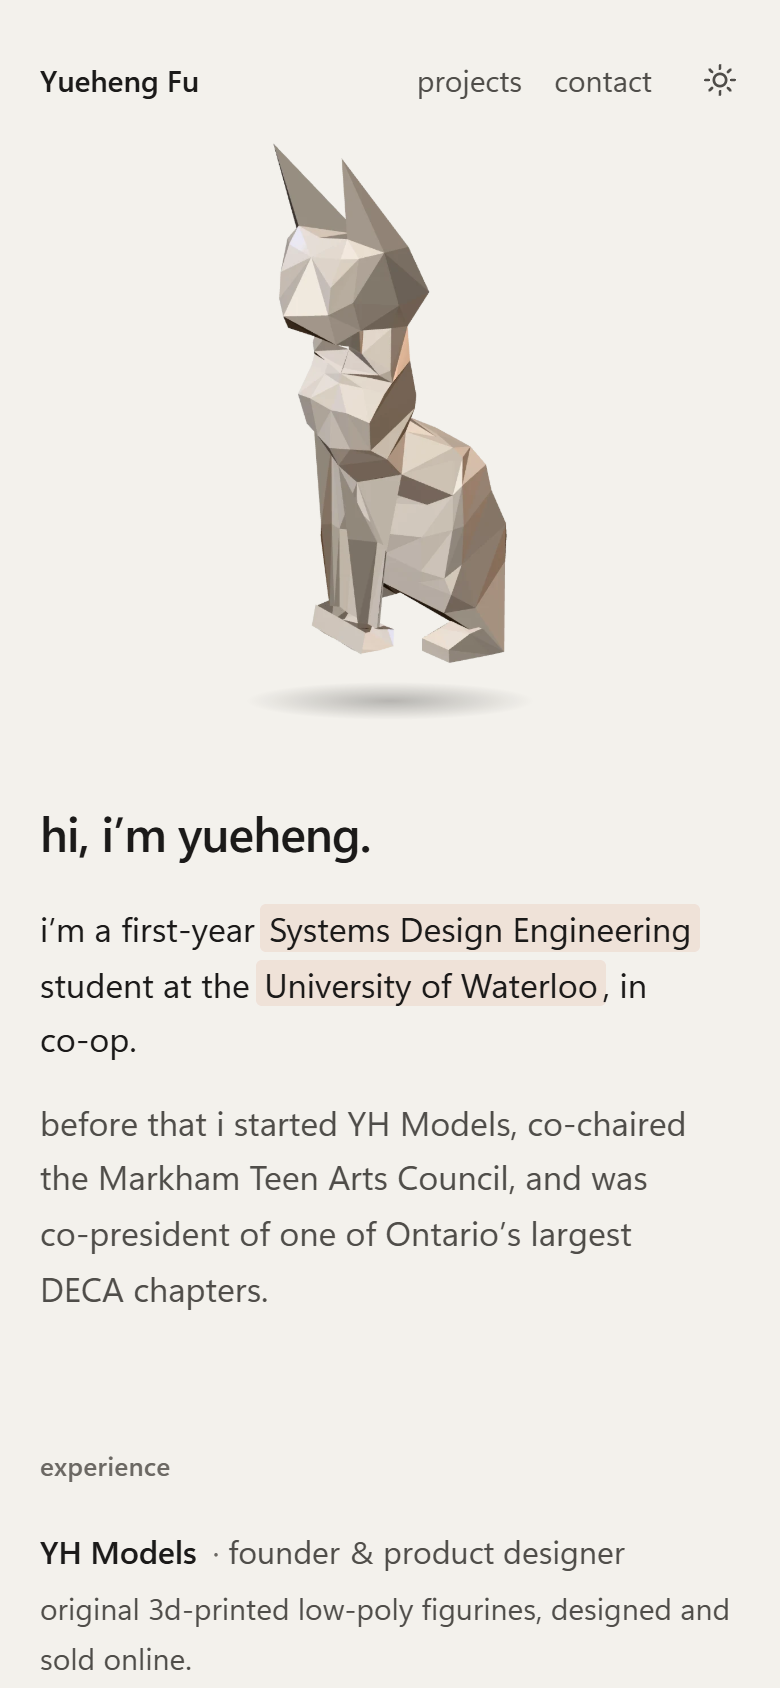 Yueheng Fu
projects
contact
hi, i’m yueheng.
i’m a first-year Systems Design Engineering
student at the University of Waterloo, in
co-op.
before that i started YH Models, co-chaired
the Markham Teen Arts Council, and was
co-president of one of Ontario’s largest
DECA chapters.
experience
YH Models · founder & product designer
original 3d-printed low-poly figurines, designed and
sold online.